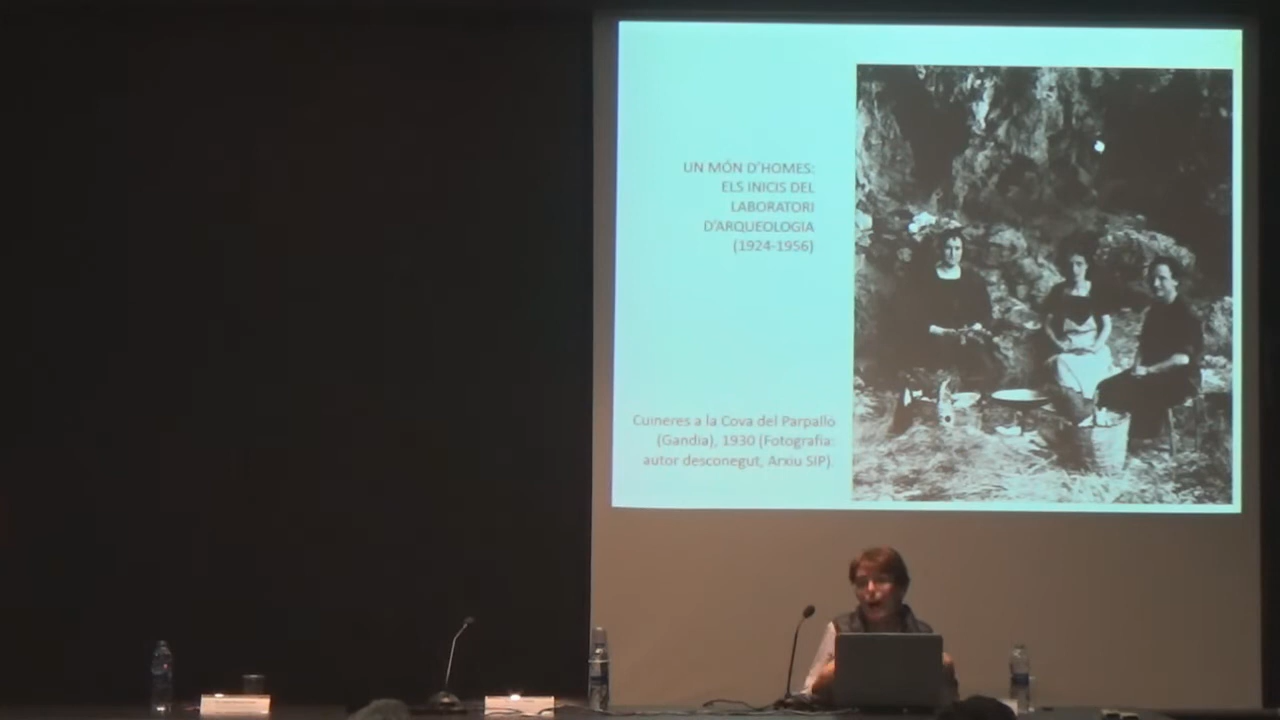 UN MÓN D'HOMES:
ELS INICIS DEL
LABORATORI
D'ARQUEOLOGIA
(1924-1956)
Cuineres a la Cova del Parpalló
(Gandia), 1930 (Fotografia:
autor desconegut, Arxiu SIP).